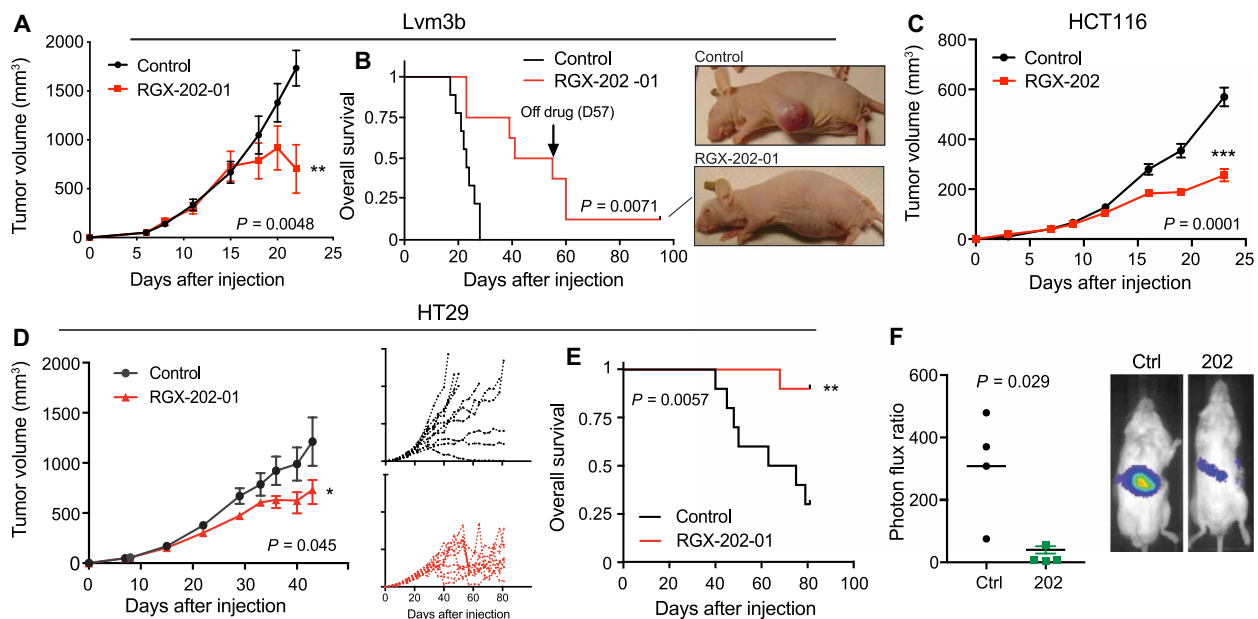 Lvm3b
HCT116
A
Tumor volume (mm³)
2000
1500
1000
500
0
0 5 10 15 20 25
Days after injection
Control
RGX-202-01
**
P = 0.0048
B
Overall survival
1
0.75
0.5
0.25
0
0 20 40 60 80 100
Days after injection
Control
RGX-202 -01
Off drug (D57)
P = 0.0071
Control
RGX-202-01
C
Tumor volume (mm³)
800
600
400
200
0
0 5 10 15 20 25
Days after injection
Control
RGX-202
***
P = 0.0001
HT29
D
Tumor volume (mm³)
2000
1500
1000
500
0
0 10 20 30 40
Days after injection
Control
RGX-202-01
*
P = 0.045
0 20 40 60 80 100
Days after injection
E
Overall survival
1
0.75
0.5
0.25
0
0 20 40 60 80 100
Days after injection
P = 0.0057
**
Control
RGX-202-01
F
Photon flux ratio
600
400
200
0
P = 0.029
Ctrl 202
Ctrl 202